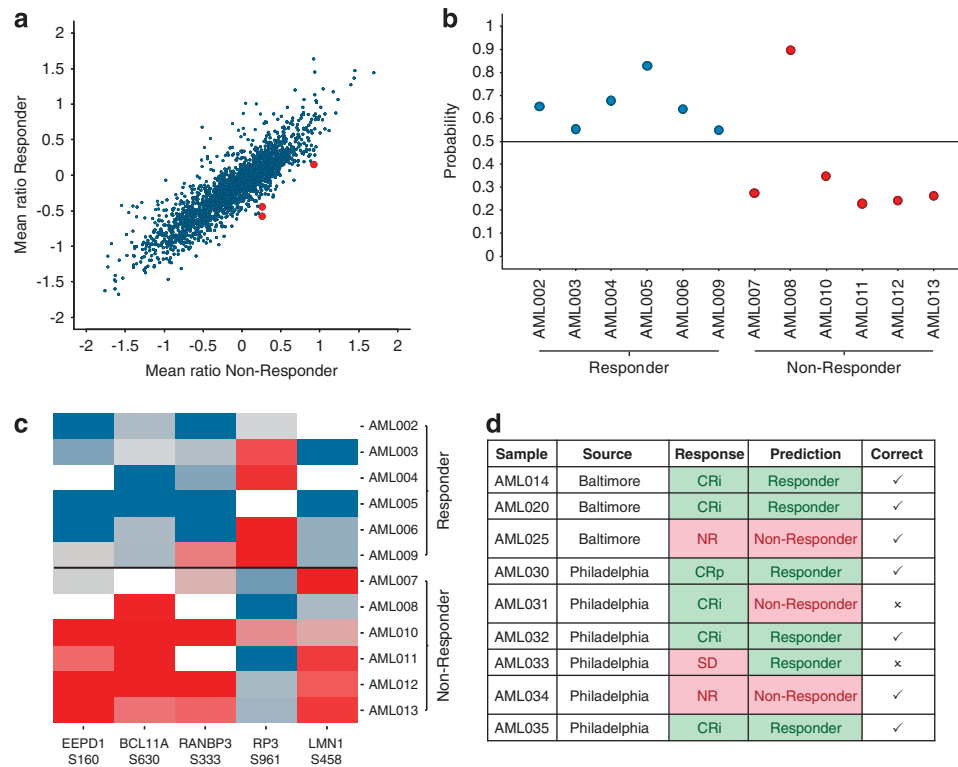 a
2
1.5
1
0.5
0
-0.5
-1
-1.5
-2
Mean ratio Responder
-2 -1.5 -1 -0.5 0 0.5 1 1.5 2
Mean ratio Non-Responder
b
1
0.9
0.8
0.7
0.6
0.5
0.4
0.3
0.2
0.1
0
Probability
AML002 AML003 AML004 AML005 AML006 AML009 AML007 AML008 AML010 AML011 AML012 AML013
Responder Non-Responder
c
AML002
AML003
AML004
AML005
AML006
AML009
Responder
AML007
AML008
AML010
AML011
AML012
AML013
Non-Responder
EEPD1 BCL11A RANBP3 RP3 LMN1
S160 S630 S333 S961 S458
d
Sample Source Response Prediction Correct
AML014 Baltimore CRi Responder ✓
AML020 Baltimore CRi Responder ✓
AML025 Baltimore NR Non-Responder ✓
AML030 Philadelphia CRp Responder ✓
AML031 Philadelphia CRi Non-Responder x
AML032 Philadelphia CRi Responder ✓
AML033 Philadelphia SD Responder x
AML034 Philadelphia NR Non-Responder ✓
AML035 Philadelphia CRi Responder ✓